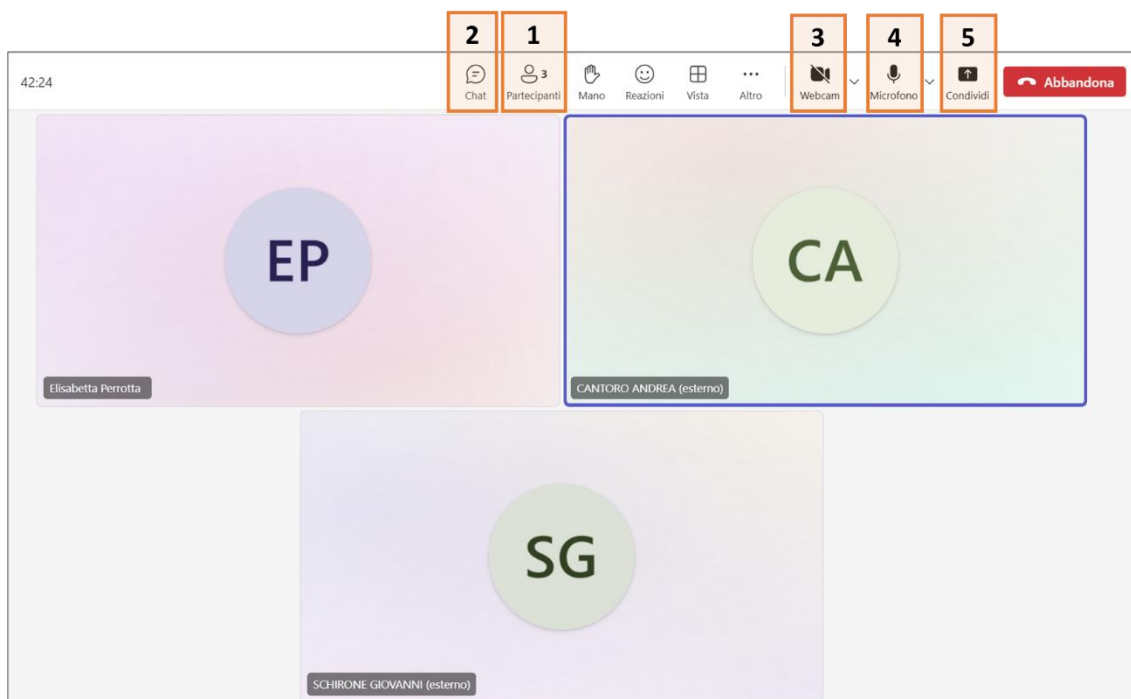 2 1 3 4 5
42:24 3 Abbandona
Chat Partecipanti Mano Reazioni Vista Altro Webcam Microfono Condividi
EP CA
Elisabetta Perrotta CANTORO ANDREA (esterno)
SG
SCHIRONE GIOVANNI (esterno)